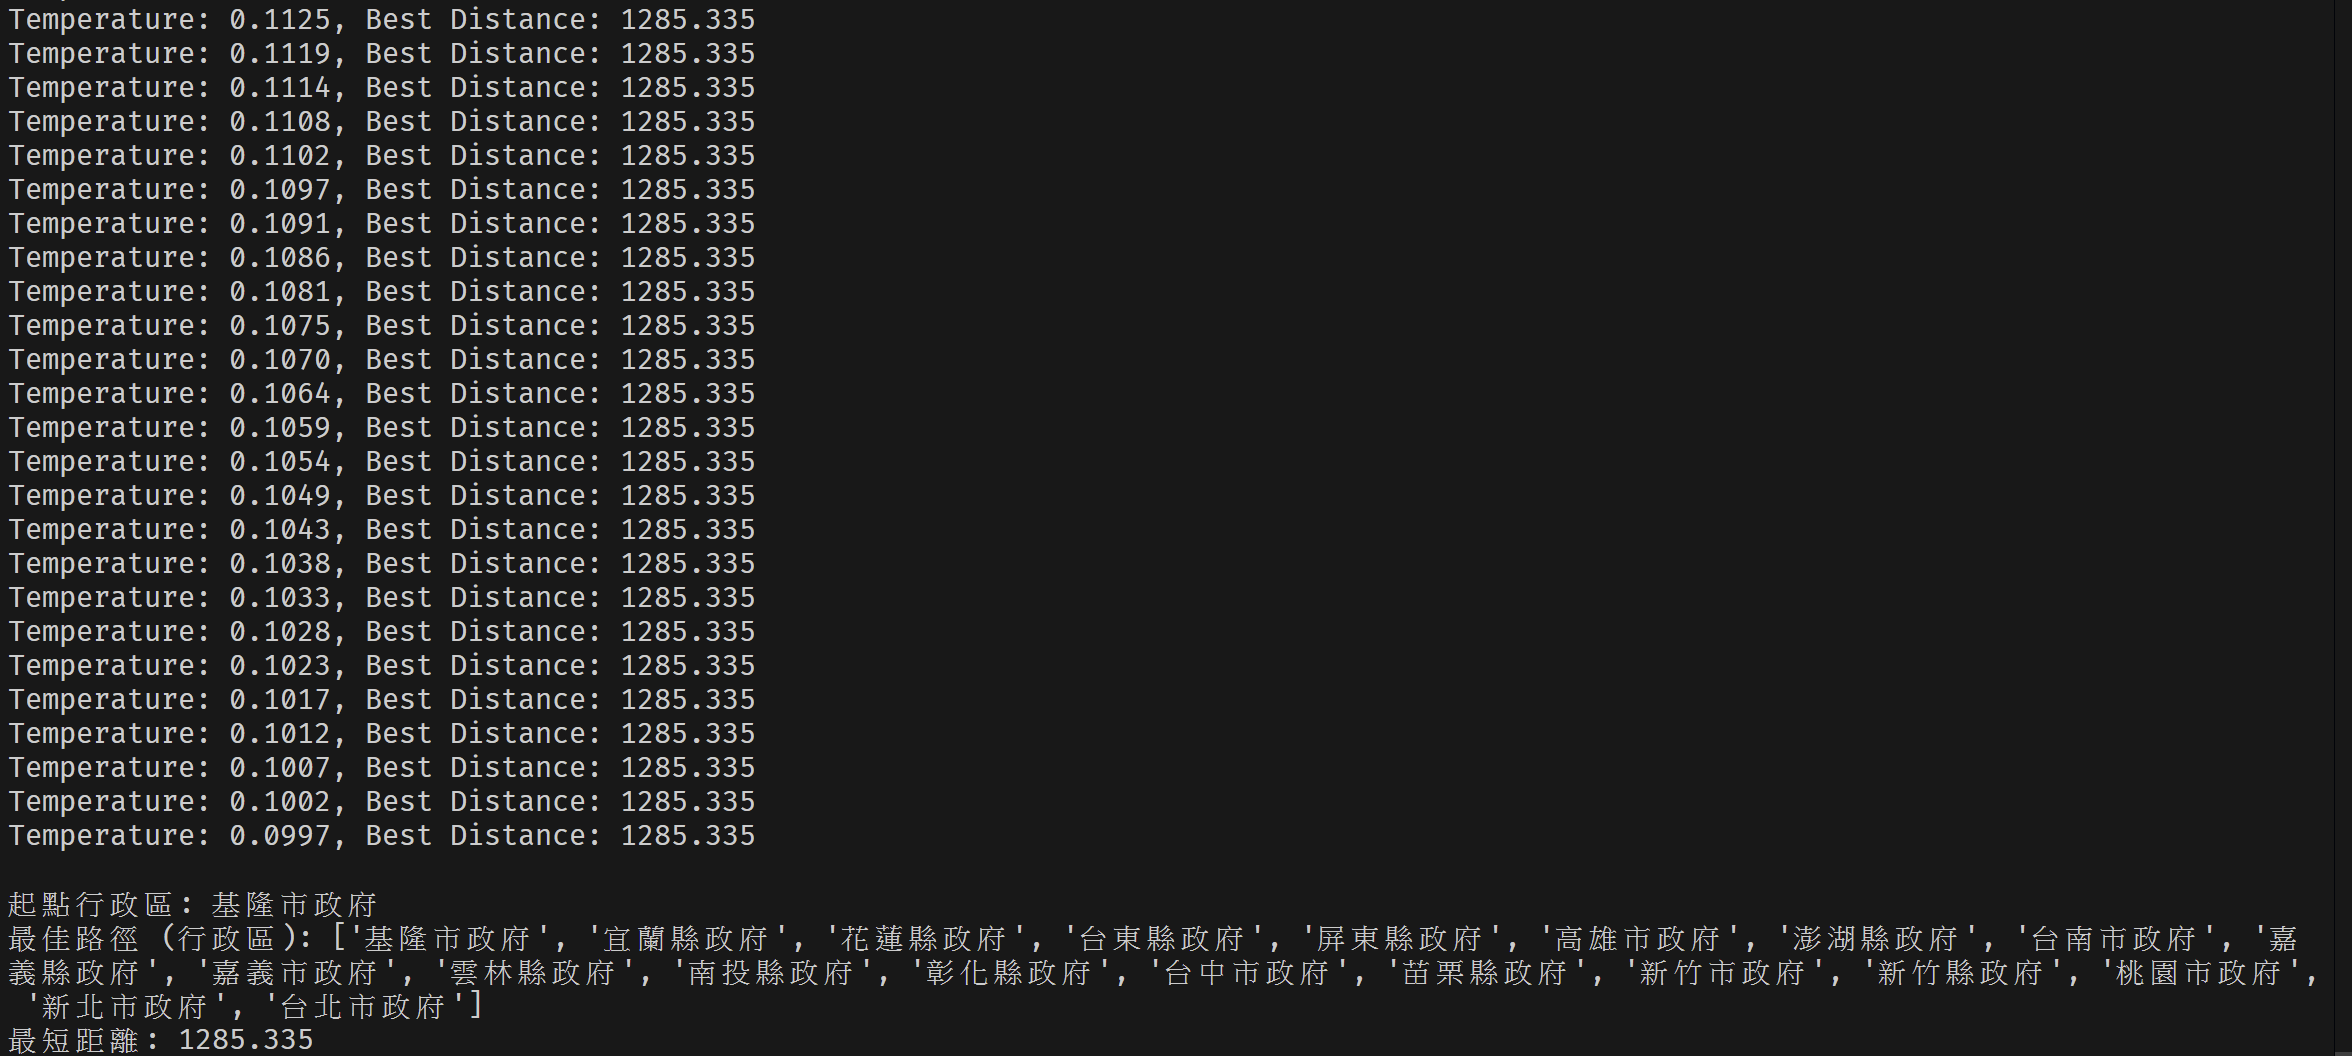 Temperature: 0.1125, Best Distance: 1285.335
Temperature: 0.1119, Best Distance: 1285.335
Temperature: 0.1114, Best Distance: 1285.335
Temperature: 0.1108, Best Distance: 1285.335
Temperature: 0.1102, Best Distance: 1285.335
Temperature: 0.1097, Best Distance: 1285.335
Temperature: 0.1091, Best Distance: 1285.335
Temperature: 0.1086, Best Distance: 1285.335
Temperature: 0.1081, Best Distance: 1285.335
Temperature: 0.1075, Best Distance: 1285.335
Temperature: 0.1070, Best Distance: 1285.335
Temperature: 0.1064, Best Distance: 1285.335
Temperature: 0.1059, Best Distance: 1285.335
Temperature: 0.1054, Best Distance: 1285.335
Temperature: 0.1049, Best Distance: 1285.335
Temperature: 0.1043, Best Distance: 1285.335
Temperature: 0.1038, Best Distance: 1285.335
Temperature: 0.1033, Best Distance: 1285.335
Temperature: 0.1028, Best Distance: 1285.335
Temperature: 0.1023, Best Distance: 1285.335
Temperature: 0.1017, Best Distance: 1285.335
Temperature: 0.1012, Best Distance: 1285.335
Temperature: 0.1007, Best Distance: 1285.335
Temperature: 0.1002, Best Distance: 1285.335
Temperature: 0.0997, Best Distance: 1285.335
起點行政區: 基隆市政府
最佳路徑 (行政區): ['基隆市政府', '宜蘭縣政府', '花蓮縣政府', '台東縣政府', '屏東縣政府', '高雄市政府', '澎湖縣政府', '台南市政府', '嘉
義縣政府', '嘉義市政府', '雲林縣政府', '南投縣政府', '彰化縣政府', '台中市政府', '苗栗縣政府', '新竹市政府', '新竹縣政府', '桃園市政府',
'新北市政府', '台北市政府']
最短距離: 1285.335